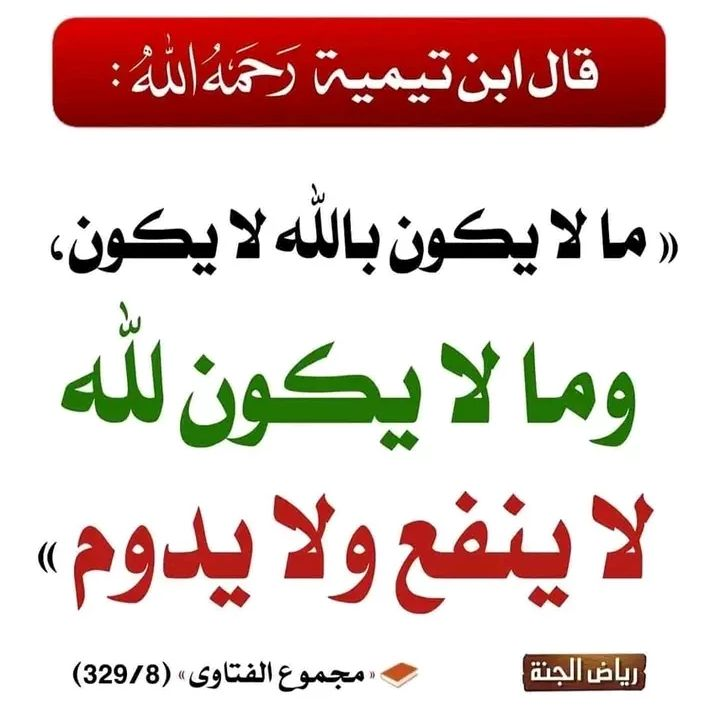 قال ابن تيمية رَحِمَهُ اللهُ :
« ما لا يكون بالله لا يكون،
وما لا يكون لله
لا ينفع ولا يدوم »
رياض الجنة
«مجموع الفتاوى» (329/8)